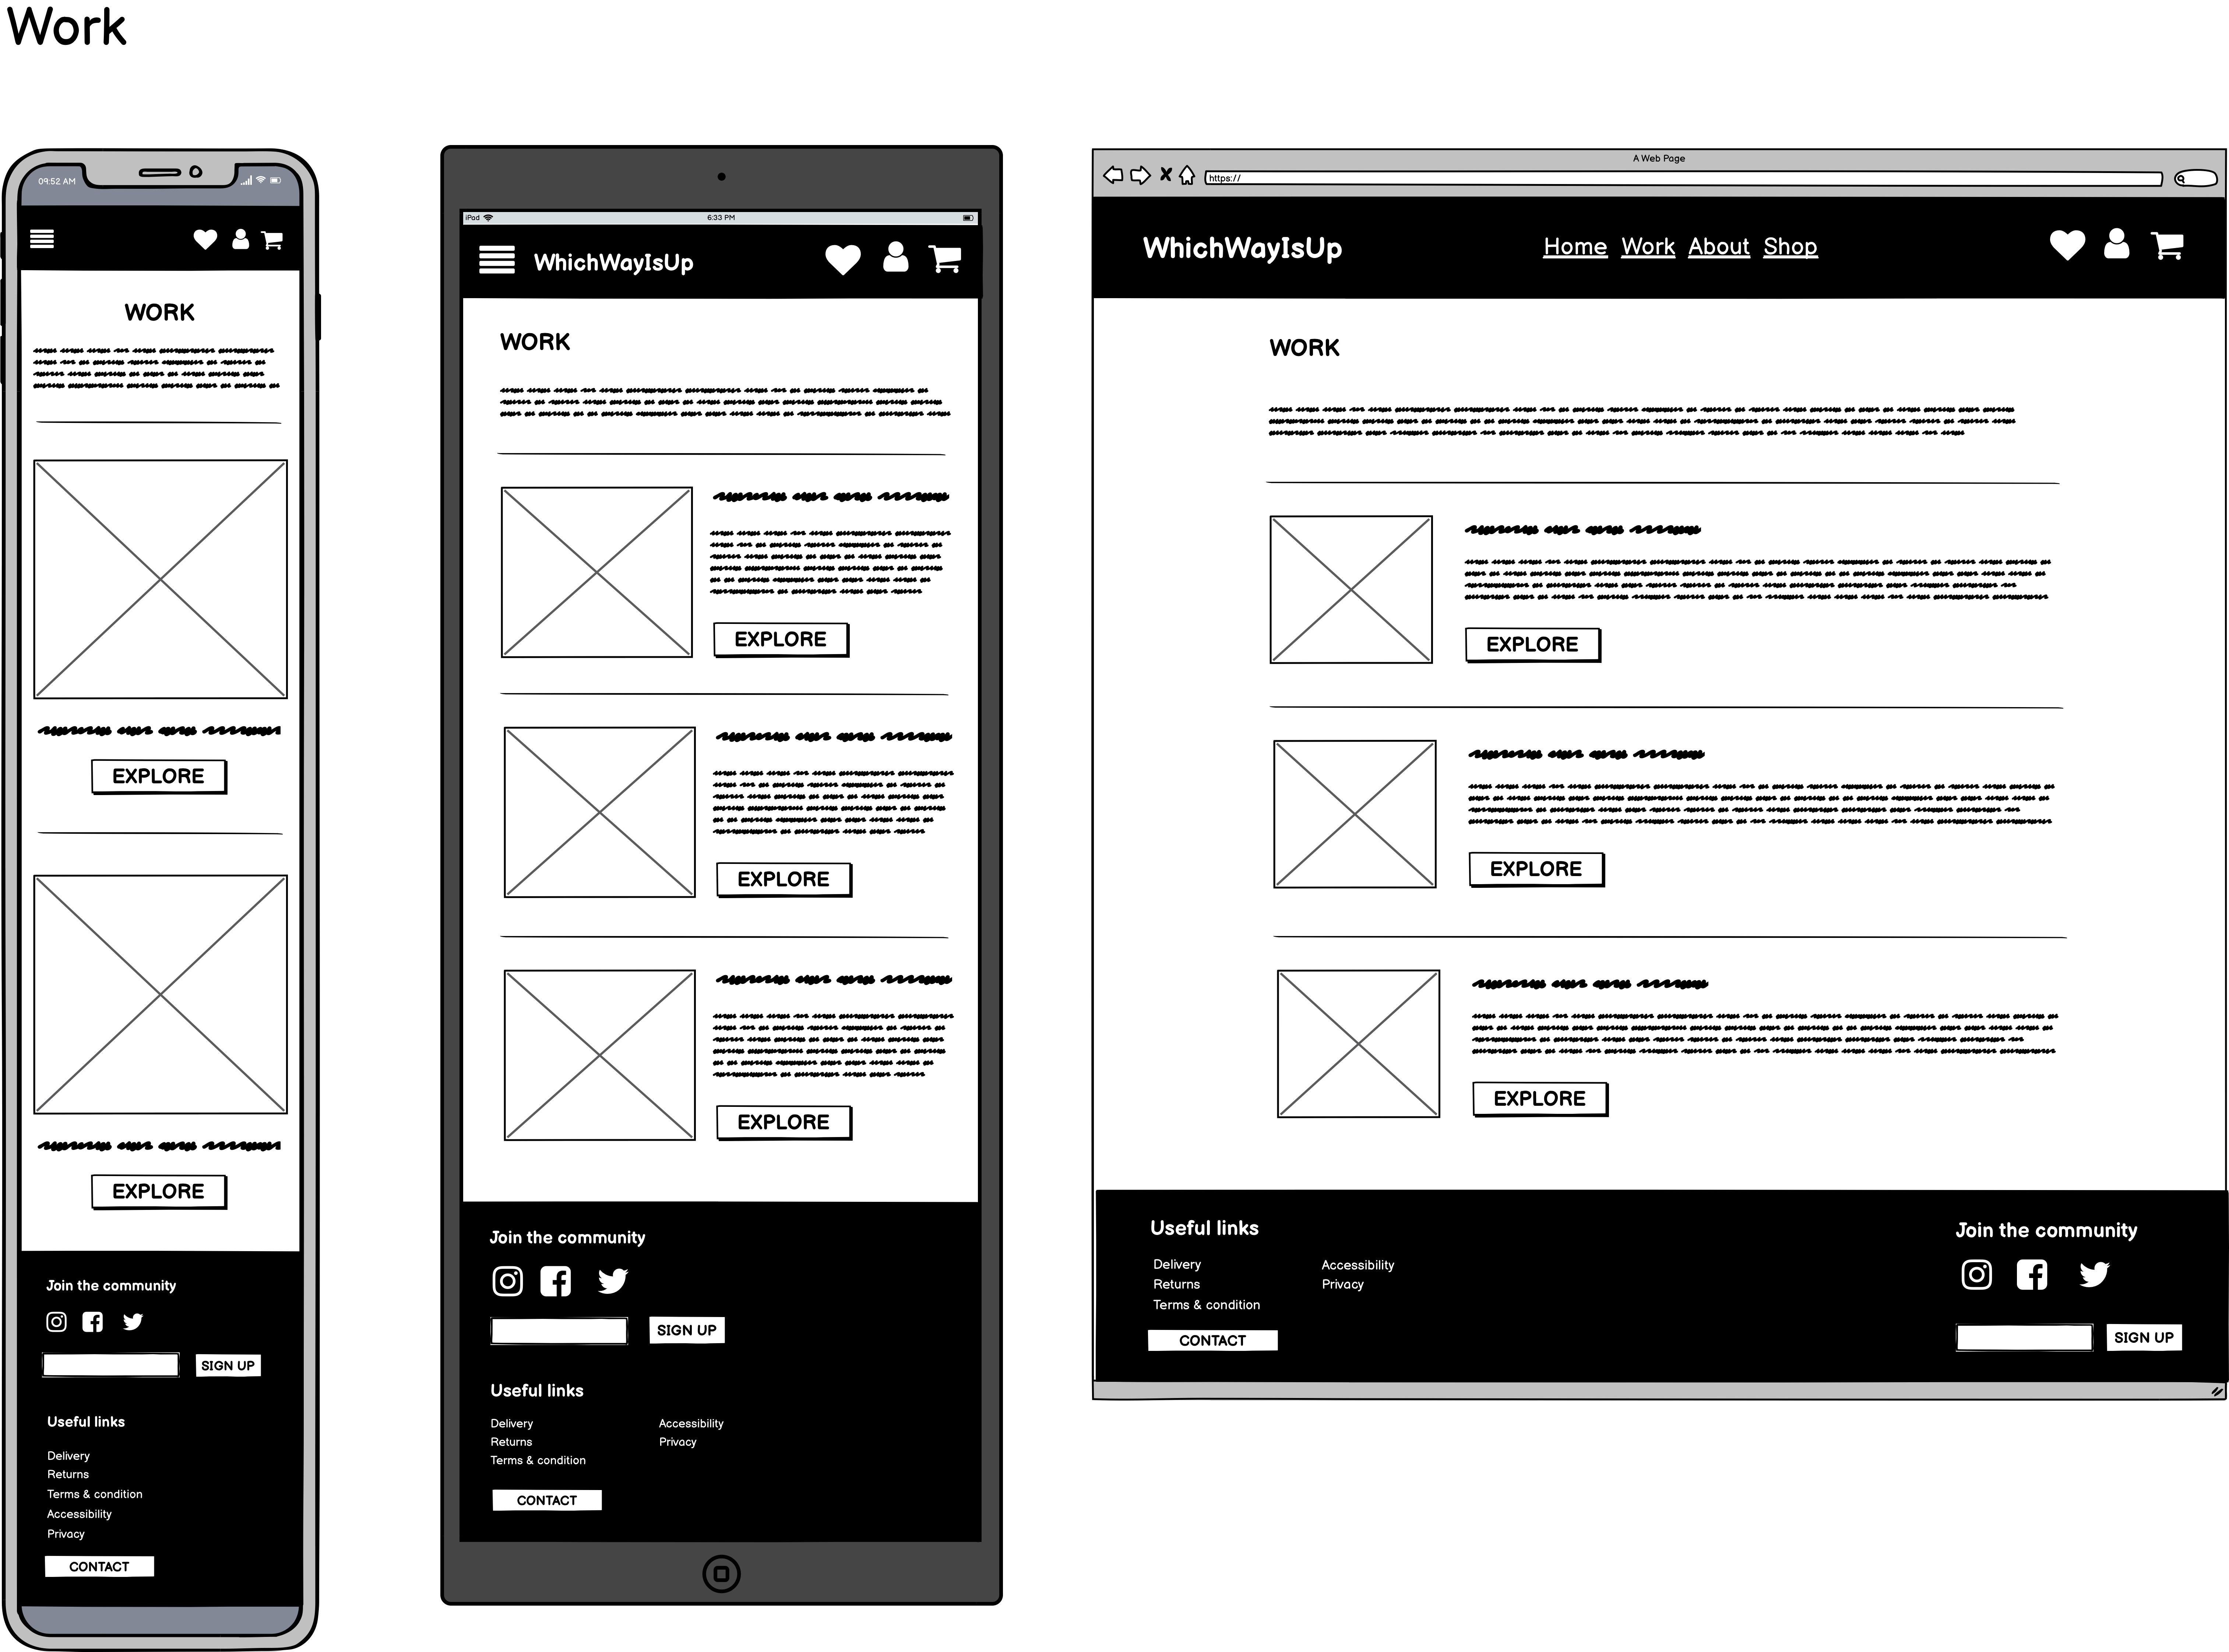 Work
09:52 AM
WORK
EXPLORE
EXPLORE
Join the community
SIGN UP
Useful links
Delivery
Returns
Terms & condition
Accessibility
Privacy
CONTACT
iPad
6:33 PM
WhichWayIsUp
WORK
EXPLORE
EXPLORE
EXPLORE
Join the community
SIGN UP
Useful links
Delivery Accessibility
Returns Privacy
Terms & condition
CONTACT
A Web Page
https://
WhichWayIsUp Home Work About Shop
WORK
EXPLORE
EXPLORE
EXPLORE
Useful links
Delivery Accessibility
Returns Privacy
Terms & condition
CONTACT
Join the community
SIGN UP